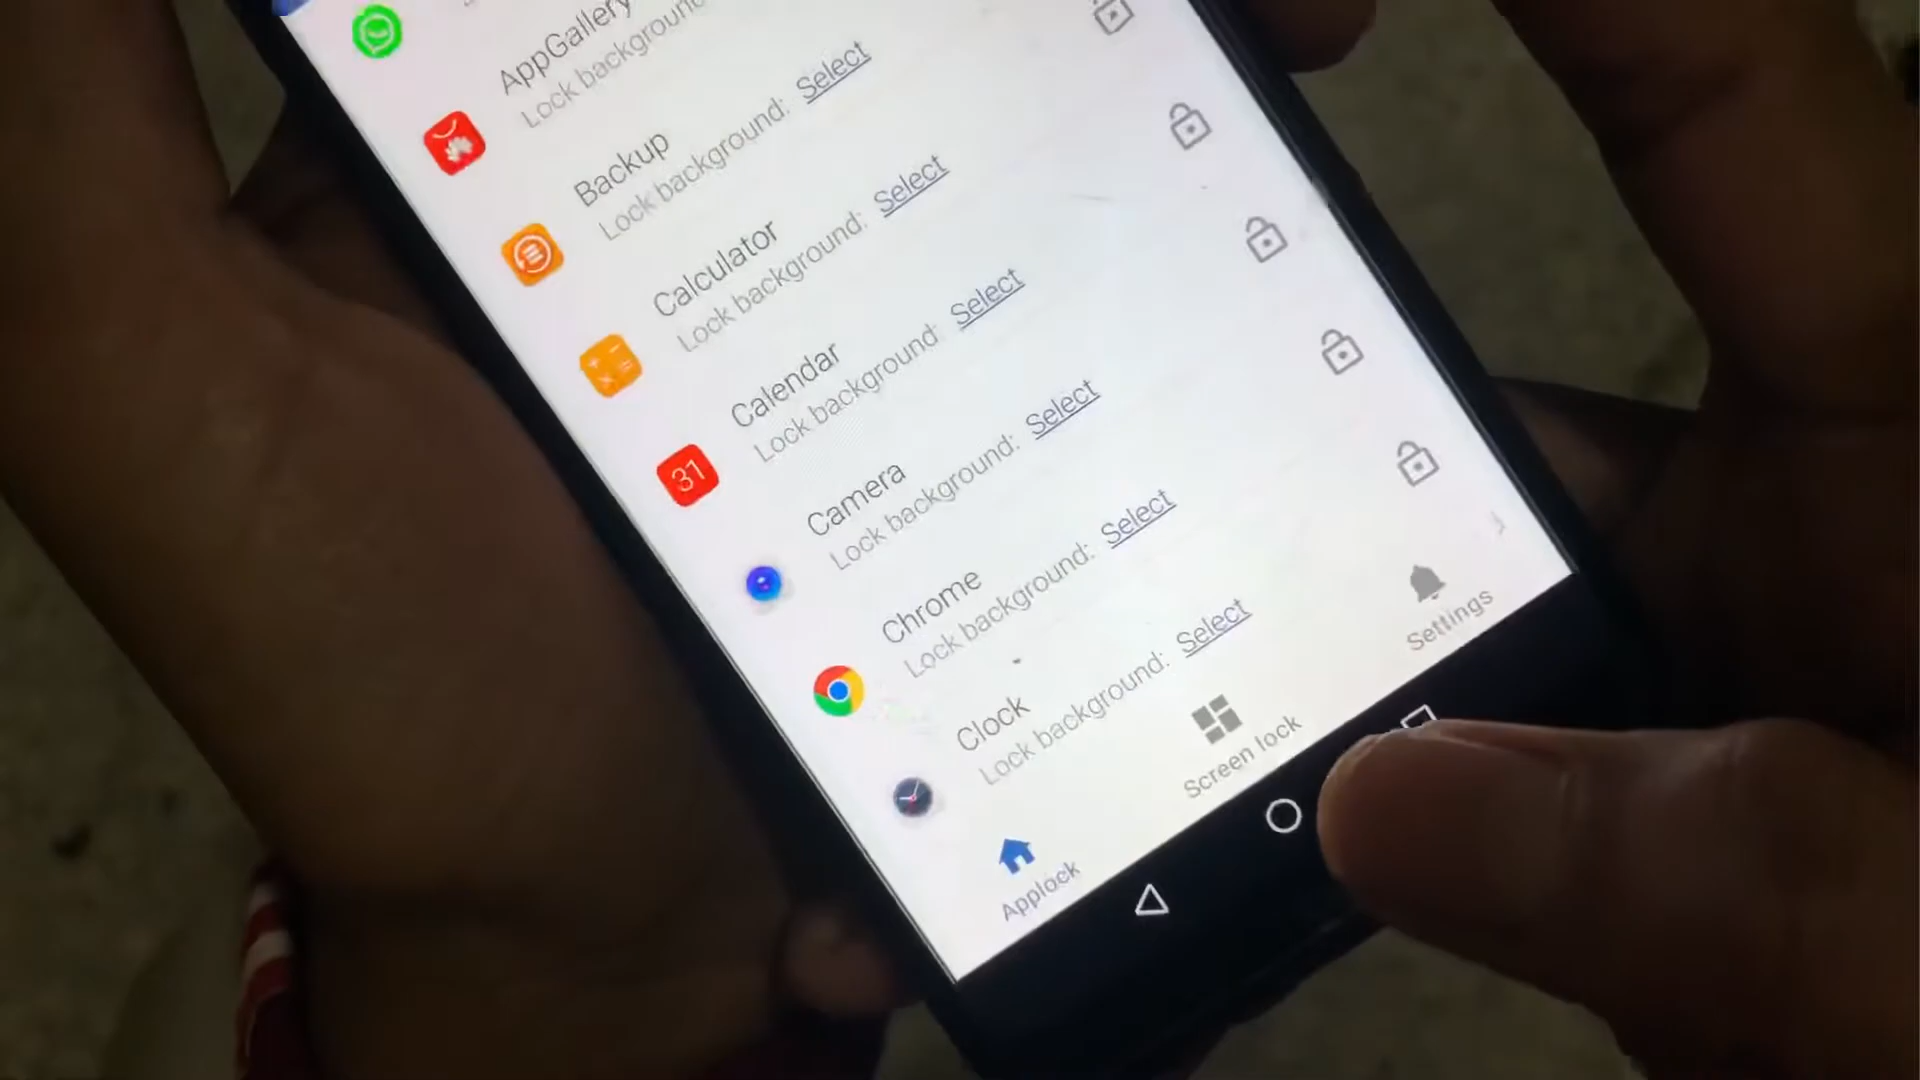 AppGallery
Lock background:
Backup
Lock background: Select
Calculator
Lock background: Select
31
Calendar
Lock background: Select
Camera
Lock background: Select
Chrome
Lock background: Select
Clock
Lock background: Select
Applock
Screen lock
Settings